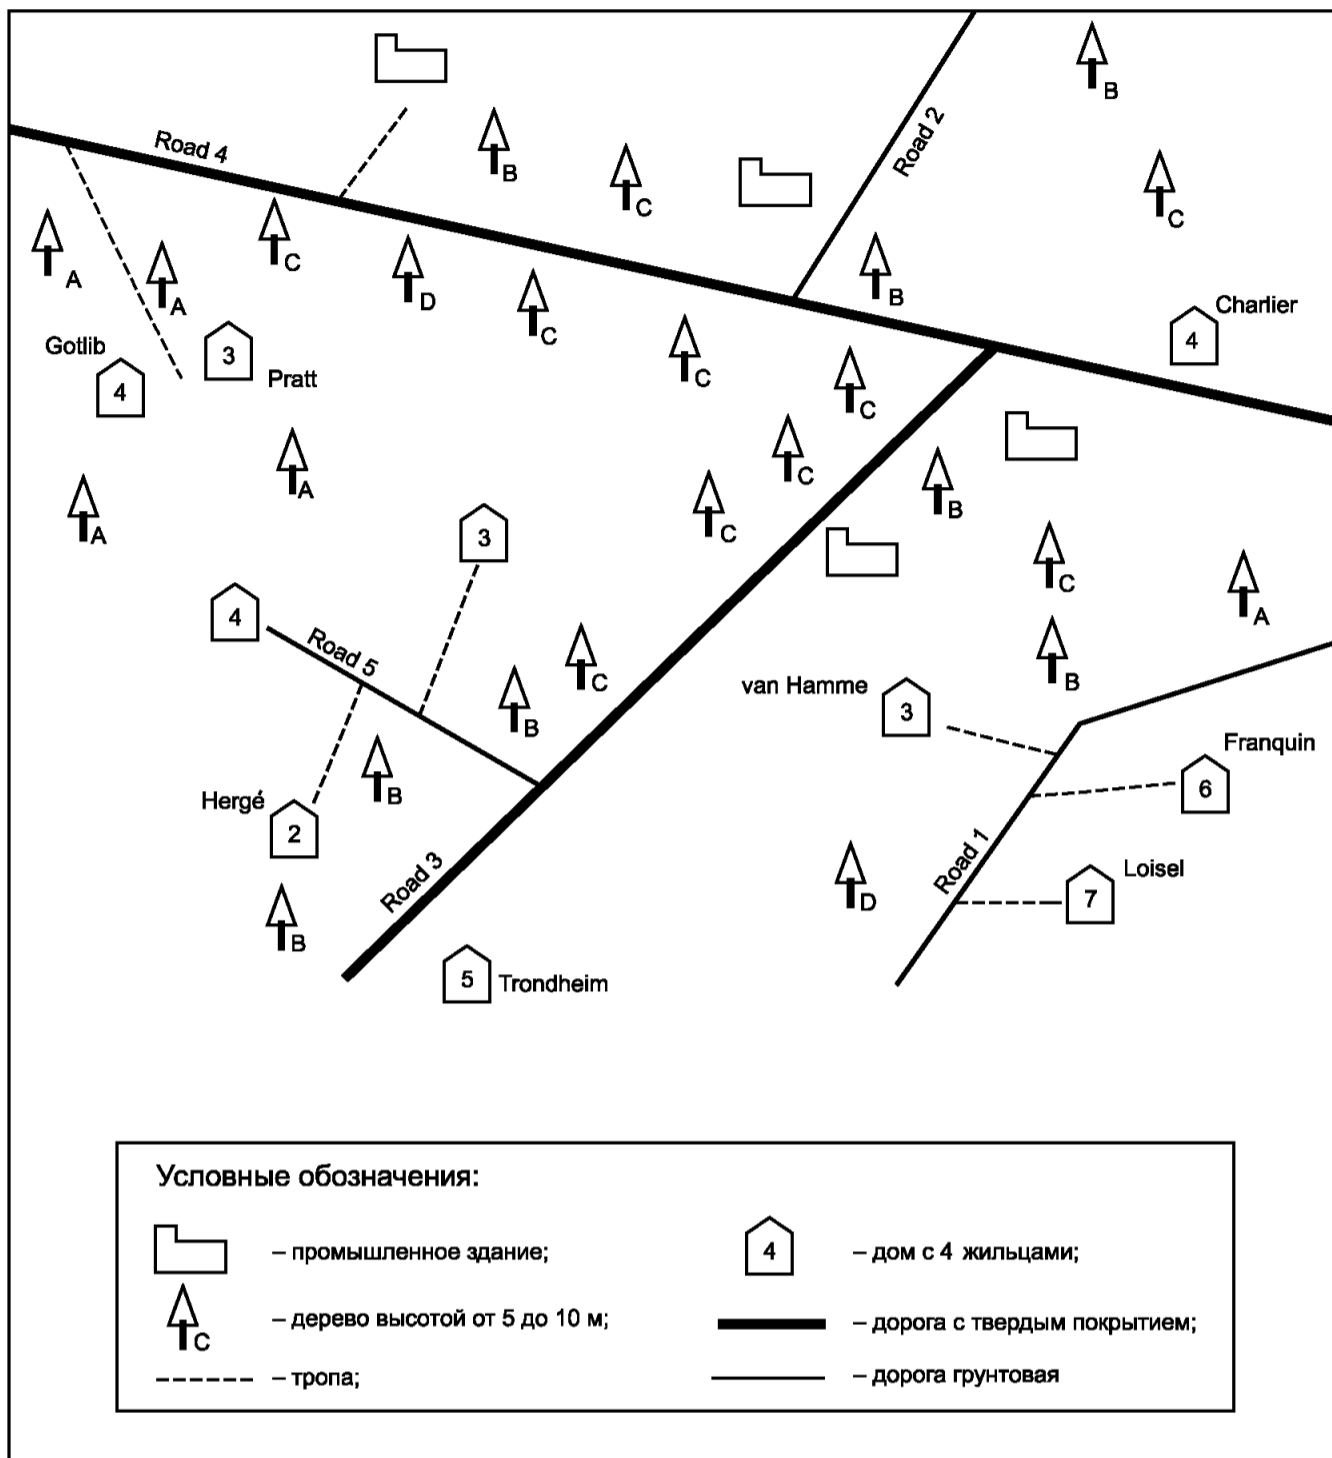 B
Road 4
Road 2
B
C
C
A
A
C
D
B
C
Charlier
4
Gotlib
4
3
Pratt
C
C
A
A
C
C
B
3
C
A
4
Road 5
C
B
B
van Hamme
3
Franquin
6
B
Hergé
2
Road 3
Road 1
Loisel
7
D
B
5
Trondheim
Условные обозначения:
– промышленное здание;
4
– дом с 4 жильцами;
C
– дерево высотой от 5 до 10 м;
– дорога с твердым покрытием;
– тропа;
– дорога грунтовая